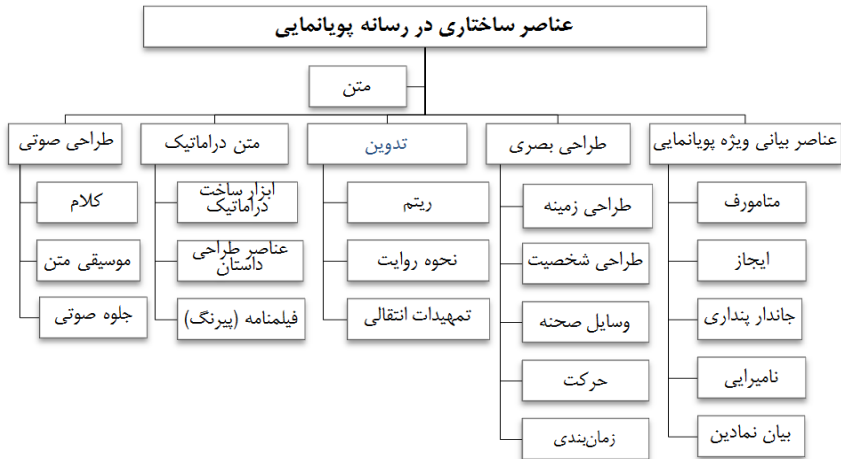 عناصر ساختاری در رسانه پویانمایی
متن
عناصر بیانی ویژه پویانمایی
متامورف
ایجاز
جاندار پنداری
نامیرایی
بیان نمادین
طراحی بصری
طراحی زمینه
طراحی شخصیت
وسایل صحنه
حرکت
زمان‌بندی
تدوین
ریتم
نحوه روایت
تمهیدات انتقالی
متن دراماتیک
ابزار ساخت
دراماتیک
عناصر طراحی
داستان
فیلمنامه (پیرنگ)
طراحی صوتی
کلام
موسیقی متن
جلوه صوتی